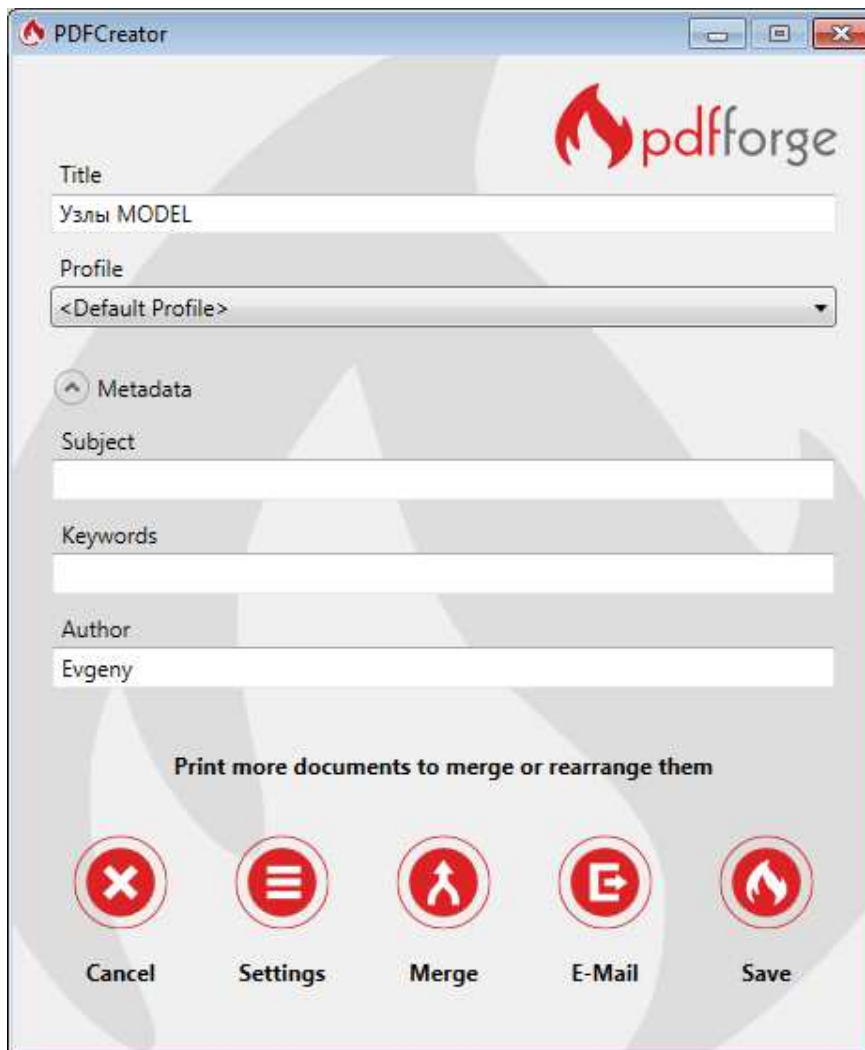 PDFCreator
pdfforge
Title
Узлы MODEL
Profile
<Default Profile>
Metadata
Subject
Keywords
Author
Evgeny
Print more documents to merge or rearrange them
Cancel Settings Merge E-Mail Save